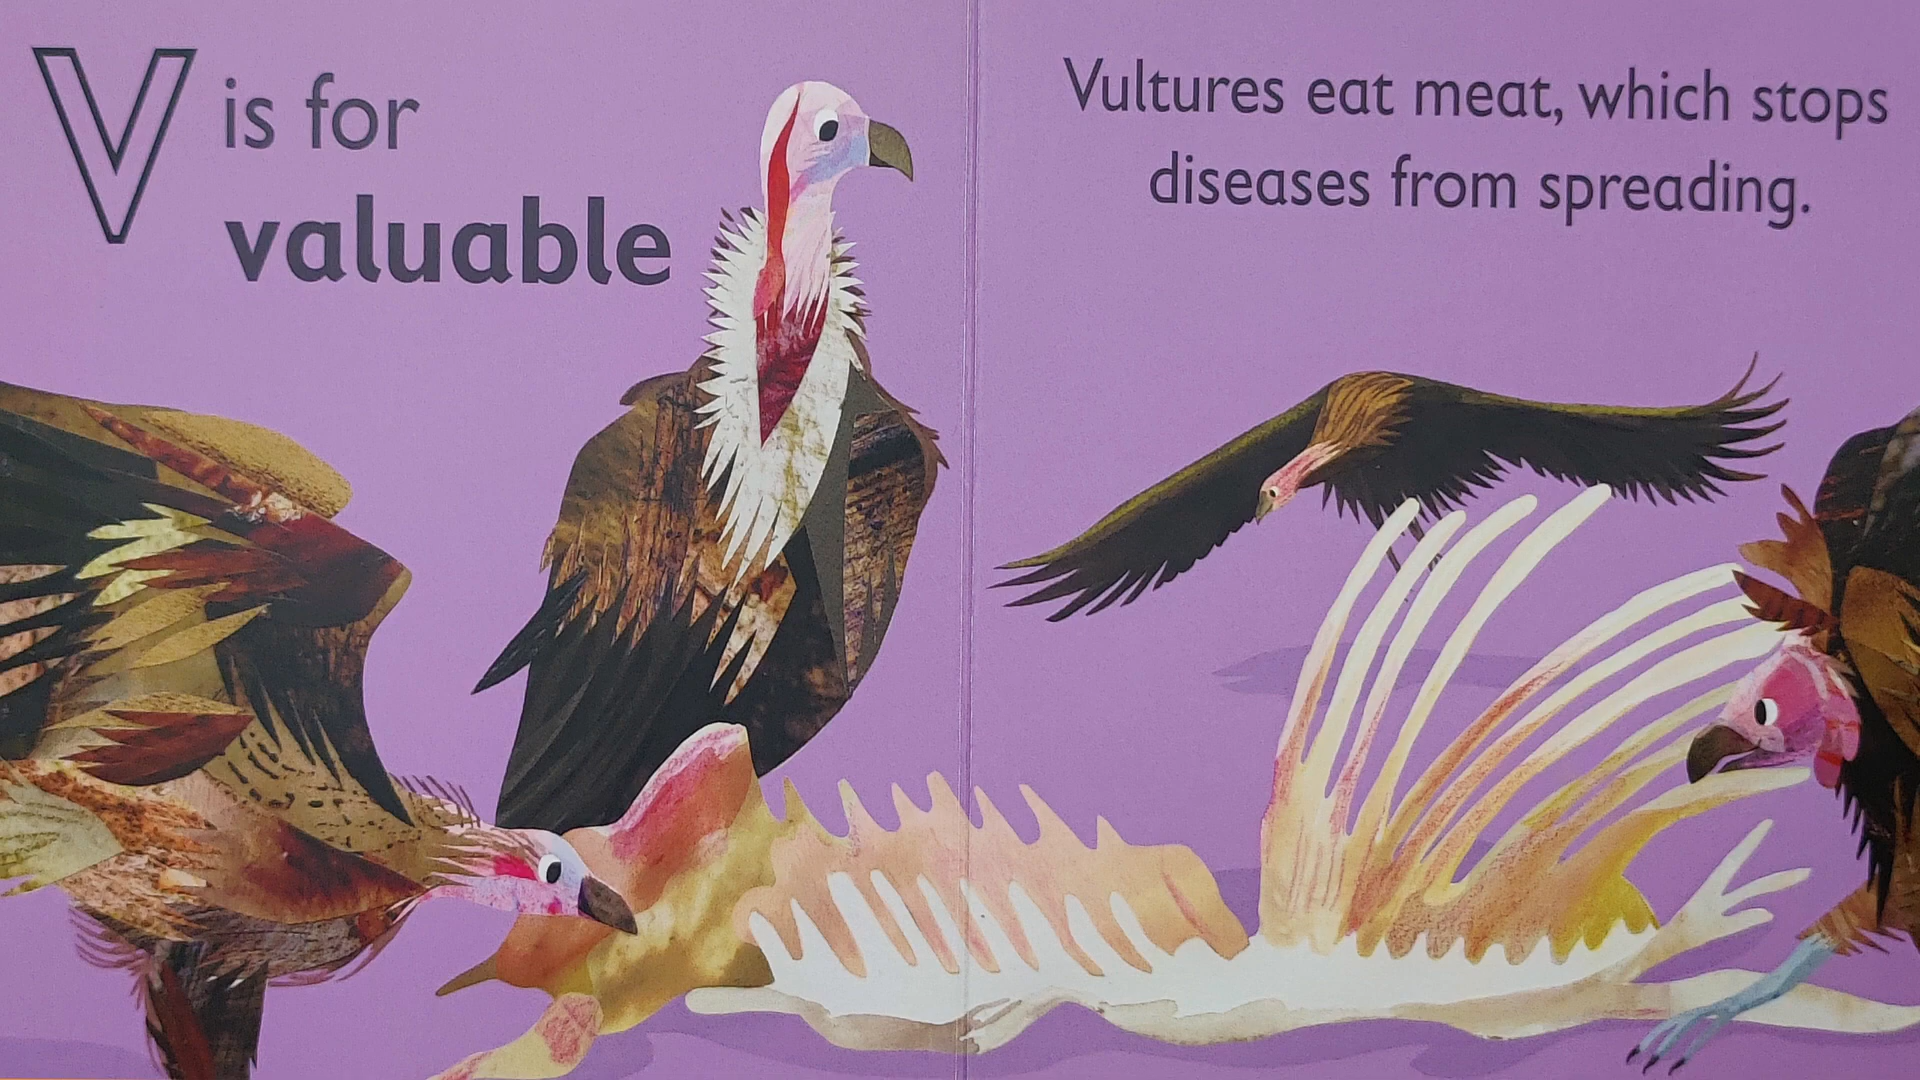 V is for
valuable
Vultures eat meat, which stops
diseases from spreading.